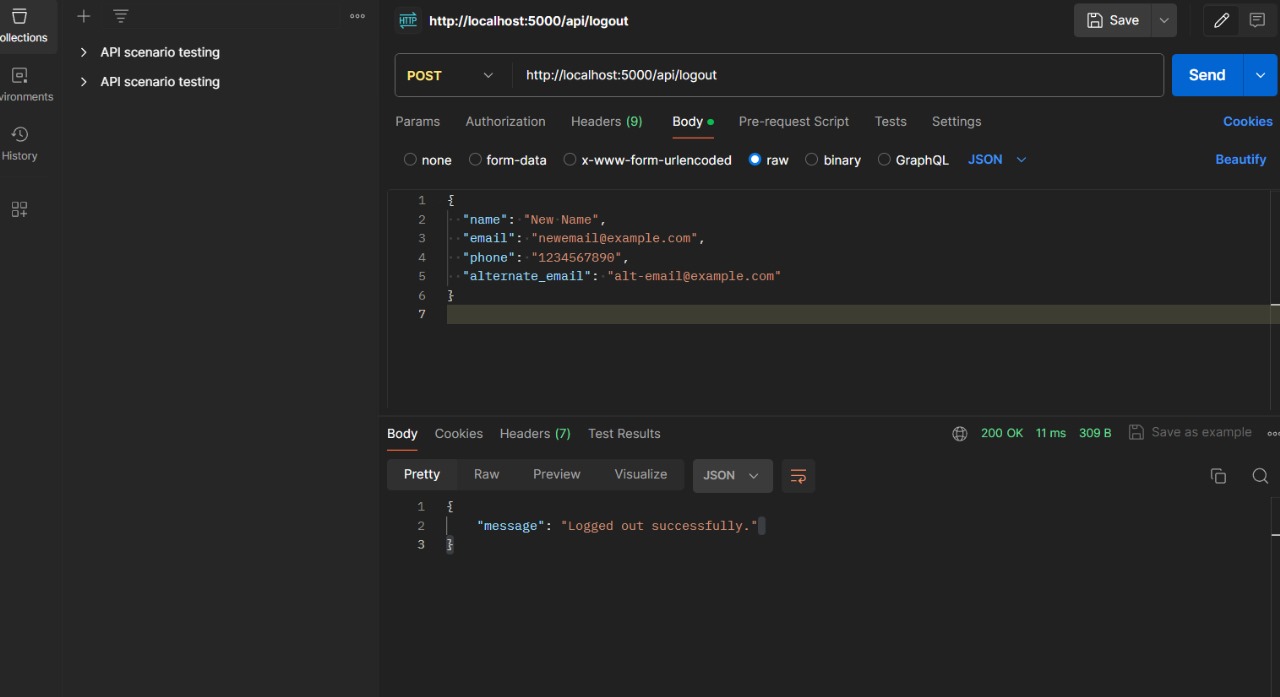 ollections
vironments
History
API scenario testing
API scenario testing
HTTP http://localhost:5000/api/logout
Save
POST http://localhost:5000/api/logout
Send
Params Authorization Headers (9) Body Pre-request Script Tests Settings Cookies
none form-data x-www-form-urlencoded raw binary GraphQL JSON Beautify
1 {
2 "name": "New Name",
3 "email": "newemail@example.com",
4 "phone": "1234567890",
5 "alternate_email": "alt-email@example.com"
6 }
7
Body Cookies Headers (7) Test Results 200 OK 11 ms 309 B Save as example
Pretty Raw Preview Visualize JSON
1 {
2 "message": "Logged out successfully."
3 }